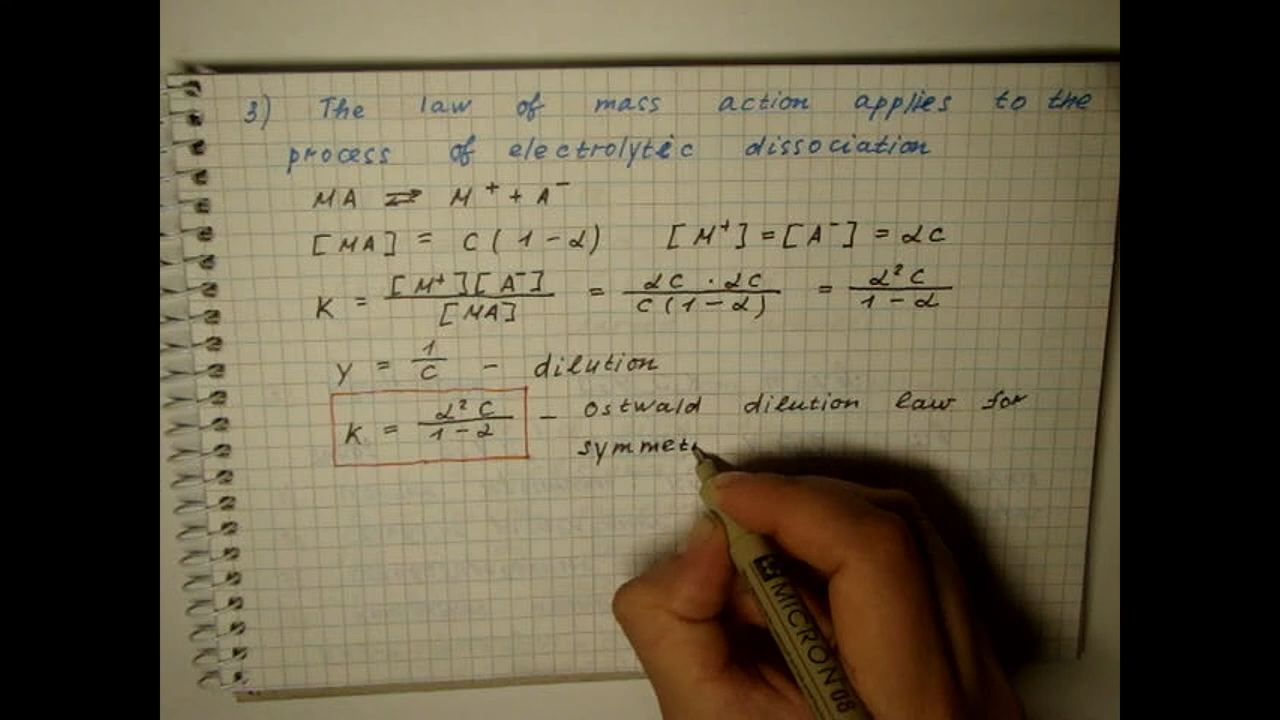 3) The law of mass action applies to the
process of electrolytic dissociation
MA ⇄ M⁺ + A⁻
[MA] = C(1-α) [M⁺] = [A⁻] = αC
K = [M⁺][A⁻] / [MA] = αC · αC / C(1-α) = α²C / 1-α
V = 1/C - dilution
K = α²C / 1-α - Ostwald dilution law for
symmet
MICRON 08